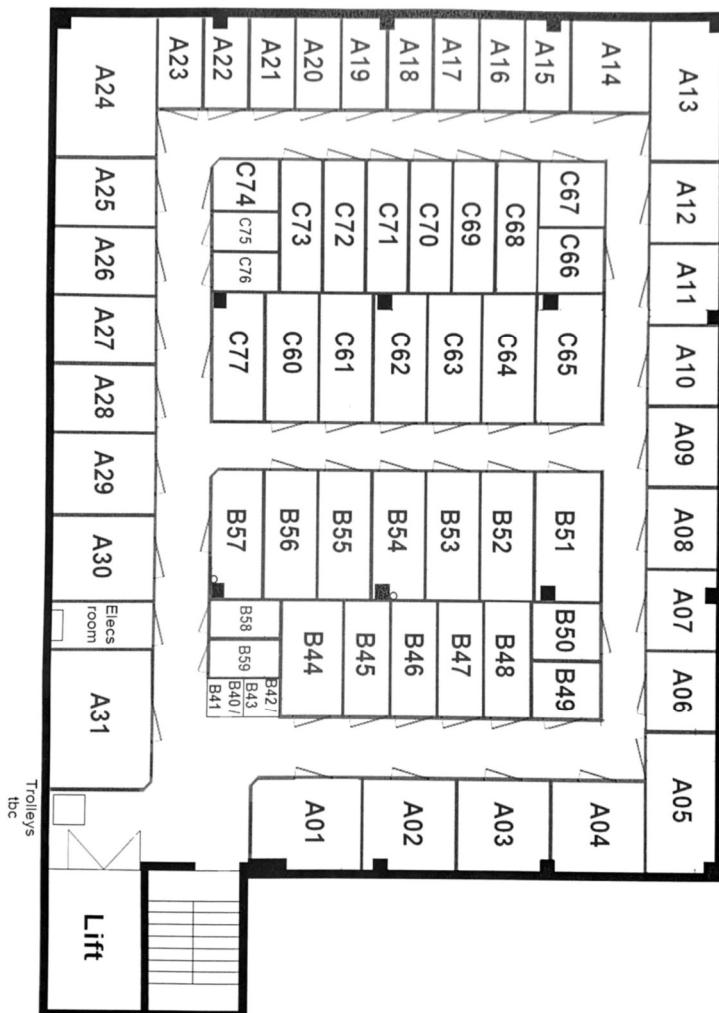 A24
A23
A22
A21
A20
A19
A18
A17
A16
A15
A14
A13
A25
A26
A27
A28
A29
A30
Elecs
room
A31
A12
A11
A10
A09
A08
A07
A06
A05
C74
C75
C76
C73
C72
C71
C70
C69
C68
C67
C66
C77
C60
C61
C62
C63
C64
C65
B57
B56
B55
B54
B53
B52
B51
B58
B59
B42 /
B43
B40 /
B41
B44
B45
B46
B47
B48
B50
B49
A01
A02
A03
A04
Trolleys
tbc
Lift